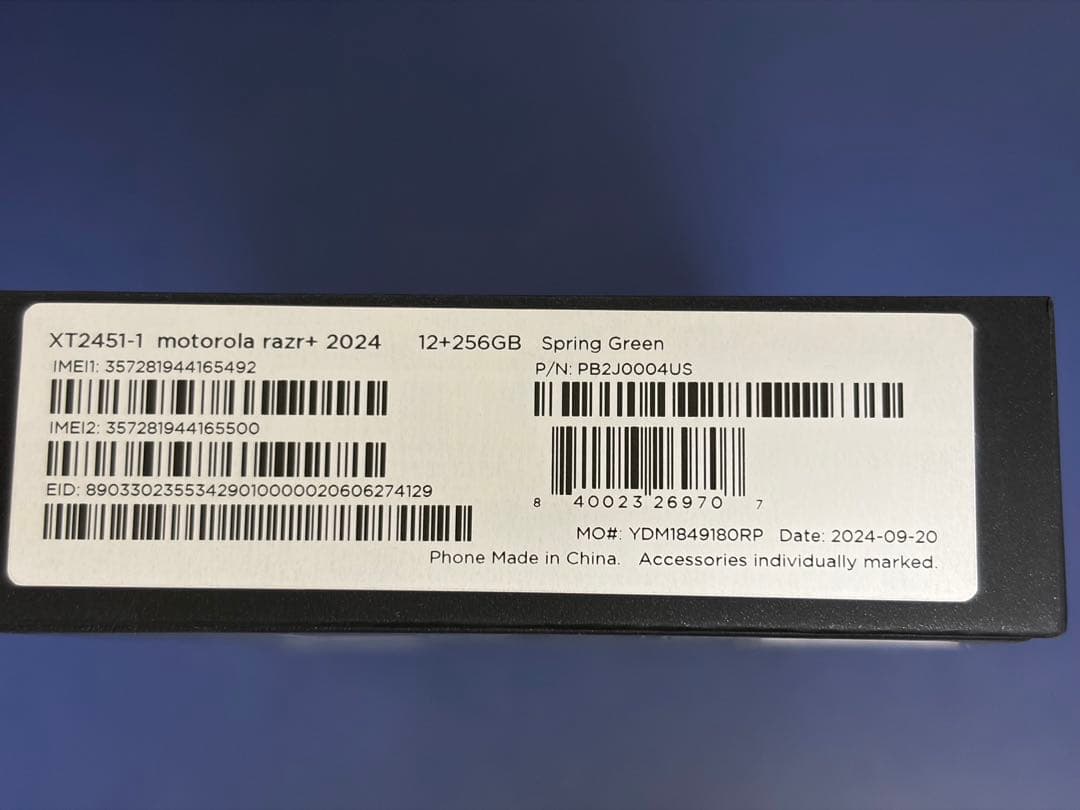 XT2451-1 motorola razr+ 2024 12+256GB Spring Green
IMEI1: 357281944165492
P/N: PB2J0004US
IMEI2: 357281944165500
EID: 89033023553429010000020606274129
8 40023 26970 7
MO#: YDM1849180RP Date: 2024-09-20
Phone Made in China. Accessories individually marked.